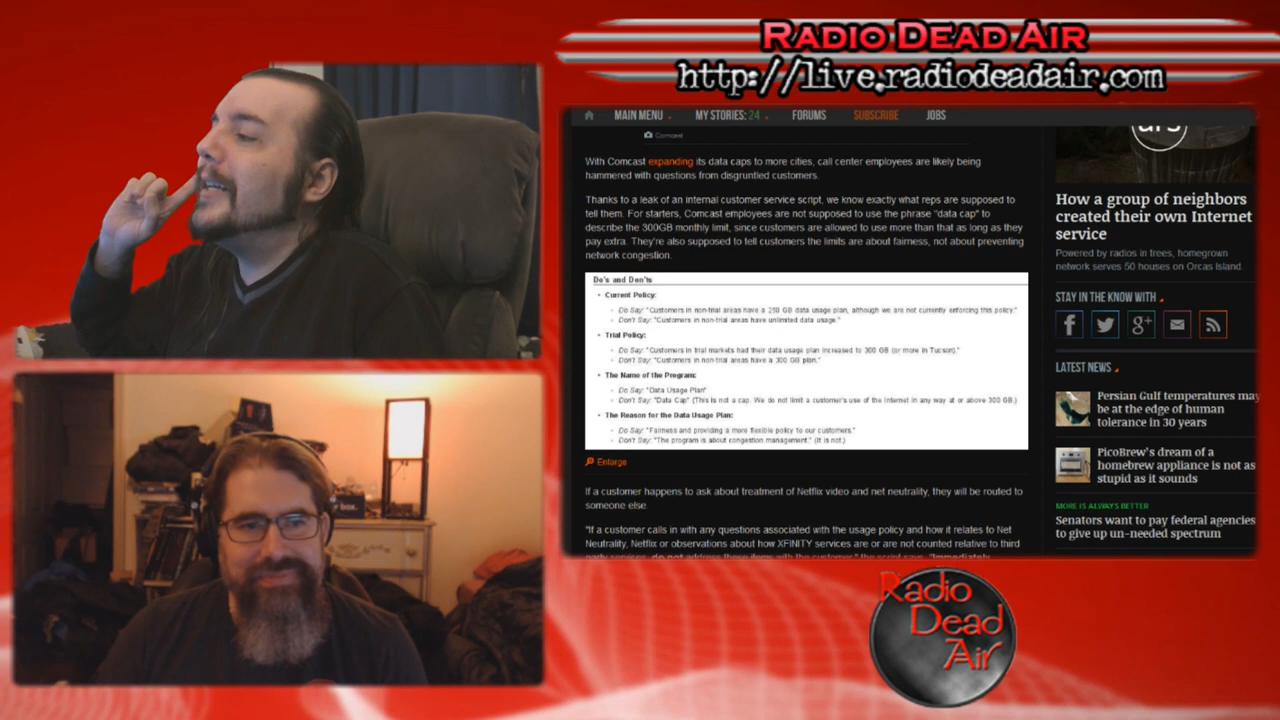 RADIO DEAD AIR
http://live.radiodeadair.com
MAIN MENU
MY STORIES: 24
FORUMS
SUBSCRIBE
JOBS
Comcast
With Comcast expanding its data caps to more cities, call center employees are likely being
hammered with questions from disgruntled customers.
Thanks to a leak of an internal customer service script, we know exactly what reps are supposed to
tell them. For starters, Comcast employees are not supposed to use the phrase "data cap" to
describe the 300GB monthly limit, since customers are allowed to use more than that as long as they
pay extra. They're also supposed to tell customers the limits are about fairness, not about preventing
network congestion.
Do's and Don'ts
• Current Policy:
◦ Do Say: "Customers in non-trial areas have a 250 GB data usage plan, although we are not currently enforcing this policy."
◦ Don't Say: "Customers in non-trial areas have unlimited data usage."
• Trial Policy:
◦ Do Say: "Customers in trial markets had their data usage plan increased to 300 GB (or more in Tucson)."
◦ Don't Say: "Customers in non-trial areas have a 300 GB plan."
• The Name of the Program:
◦ Do Say: "Data Usage Plan"
◦ Don't Say: "Data Cap" (This is not a cap. We do not limit a customer's use of the Internet in any way at or above 300 GB.)
• The Reason for the Data Usage Plan:
◦ Do Say: "Fairness and providing a more flexible policy to our customers."
◦ Don't Say: "The program is about congestion management." (It is not.)
Enlarge
If a customer happens to ask about treatment of Netflix video and net neutrality, they will be routed to
someone else.
"If a customer calls in with any questions associated with the usage policy and how it relates to Net
Neutrality, Netflix or observations about how XFINITY services are or are not counted relative to third
party services, do not address these items with the customer," the script says. "Immediately
ars
How a group of neighbors
created their own Internet
service
Powered by radios in trees, homegrown
network serves 50 houses on Orcas Island.
STAY IN THE KNOW WITH
LATEST NEWS
Persian Gulf temperatures may
be at the edge of human
tolerance in 30 years
PicoBrew's dream of a
homebrew appliance is not as
stupid as it sounds
MORE IS ALWAYS BETTER
Senators want to pay federal agencies
to give up un-needed spectrum
box.
Radio
Dead
Air